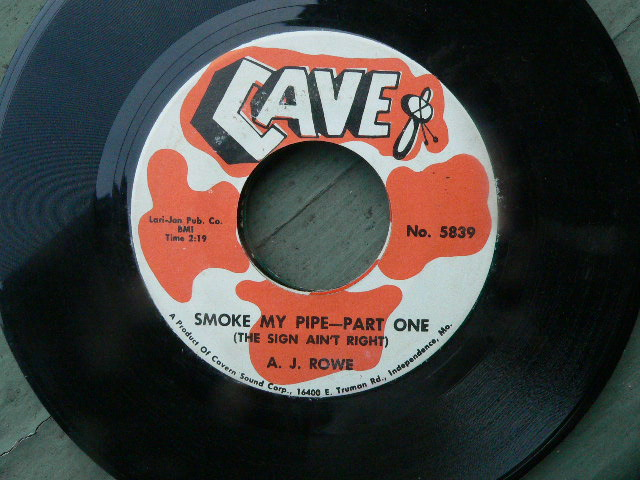 CAVE
Lari-Jon Pub. Co.
BMI
Time 2:19
No. 5839
SMOKE MY PIPE—PART ONE
(THE SIGN AIN'T RIGHT)
A. J. ROWE
A Product Of Cavern Sound Corp., 16400 E. Truman Rd., Independence, Mo.